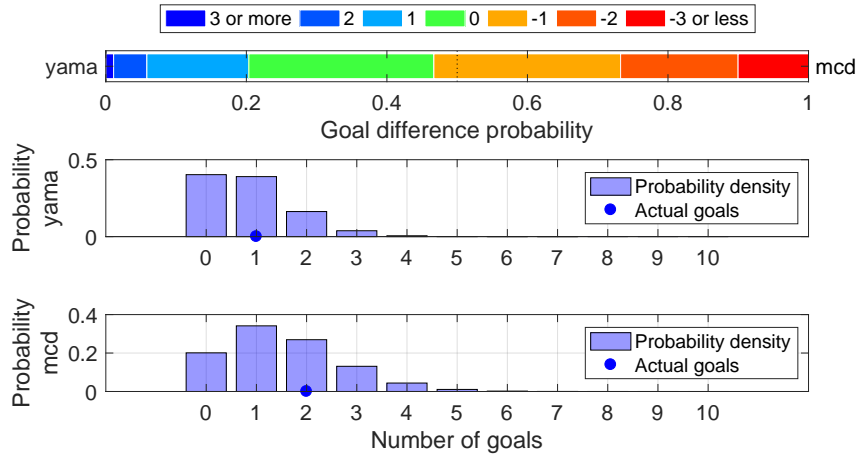 3 or more 2 1 0 -1 -2 -3 or less
yama mcd
0 0.2 0.4 0.6 0.8 1
Goal difference probability
Probability
yama
0.5
0
Probability density
Actual goals
0 1 2 3 4 5 6 7 8 9 10
Probability
mcd
0.4
0.2
0
Probability density
Actual goals
0 1 2 3 4 5 6 7 8 9 10
Number of goals